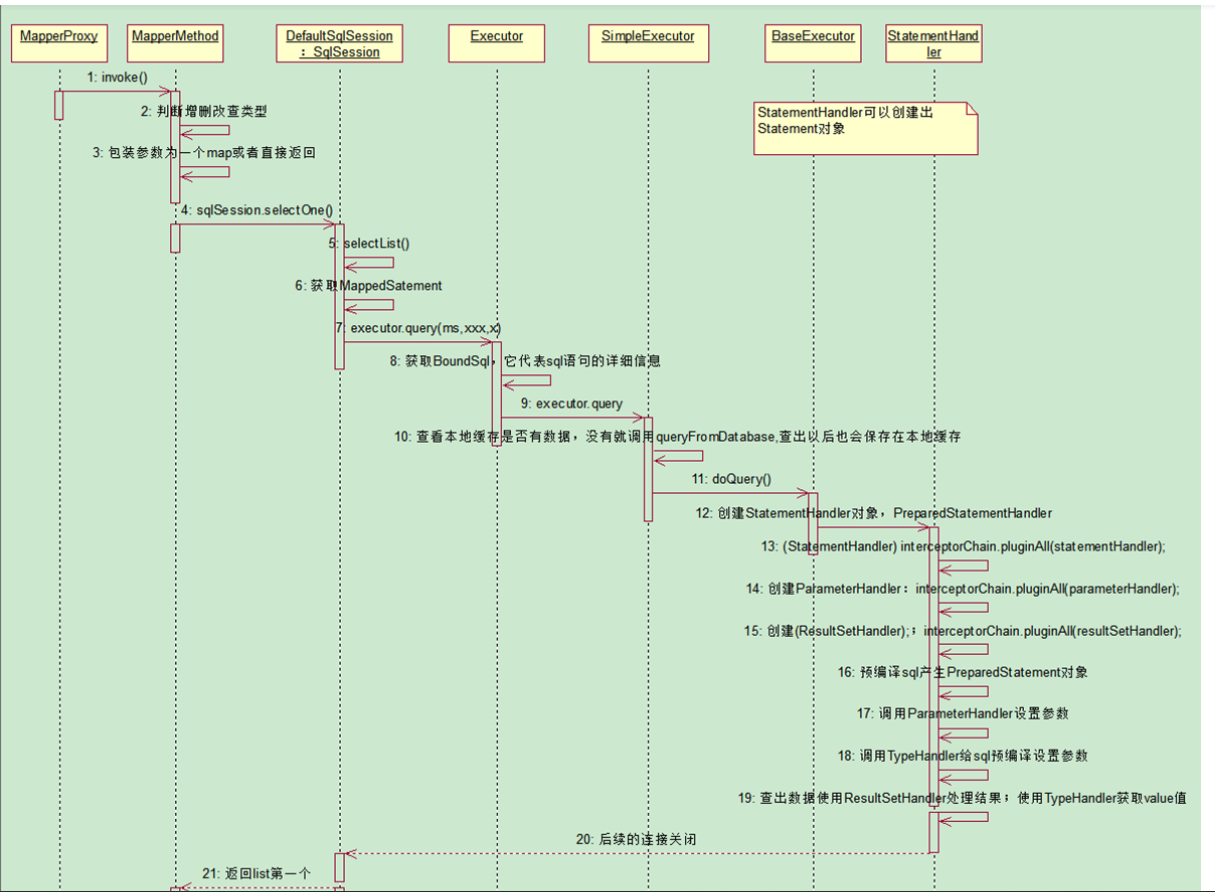 MapperProxy
MapperMethod
DefaultSqlSession
: SqlSession
Executor
SimpleExecutor
BaseExecutor
StatementHand
ler
1: invoke()
StatementHandler可以创建出
Statement对象
2: 判断增删改查类型
3: 包装参数为一个map或者直接返回
4: sqlSession.selectOne()
5: selectList()
6: 获取MappedSatement
7: executor.query(ms,xxx,x)
8: 获取BoundSql，它代表sql语句的详细信息
9: executor.query
10: 查看本地缓存是否有数据，没有就调用queryFromDatabase,查出以后也会保存在本地缓存
11: doQuery()
12: 创建StatementHandler对象，PreparedStatementHandler
13: (StatementHandler) interceptorChain.pluginAll(statementHandler);
14: 创建ParameterHandler：interceptorChain.pluginAll(parameterHandler);
15: 创建(ResultSetHandler);；interceptorChain.pluginAll(resultSetHandler);
16: 预编译sql产生PreparedStatement对象
17: 调用ParameterHandler设置参数
18: 调用TypeHandler给sql预编译设置参数
19: 查出数据使用ResultSetHandler处理结果；使用TypeHandler获取value值
20: 后续的连接关闭
21: 返回list第一个